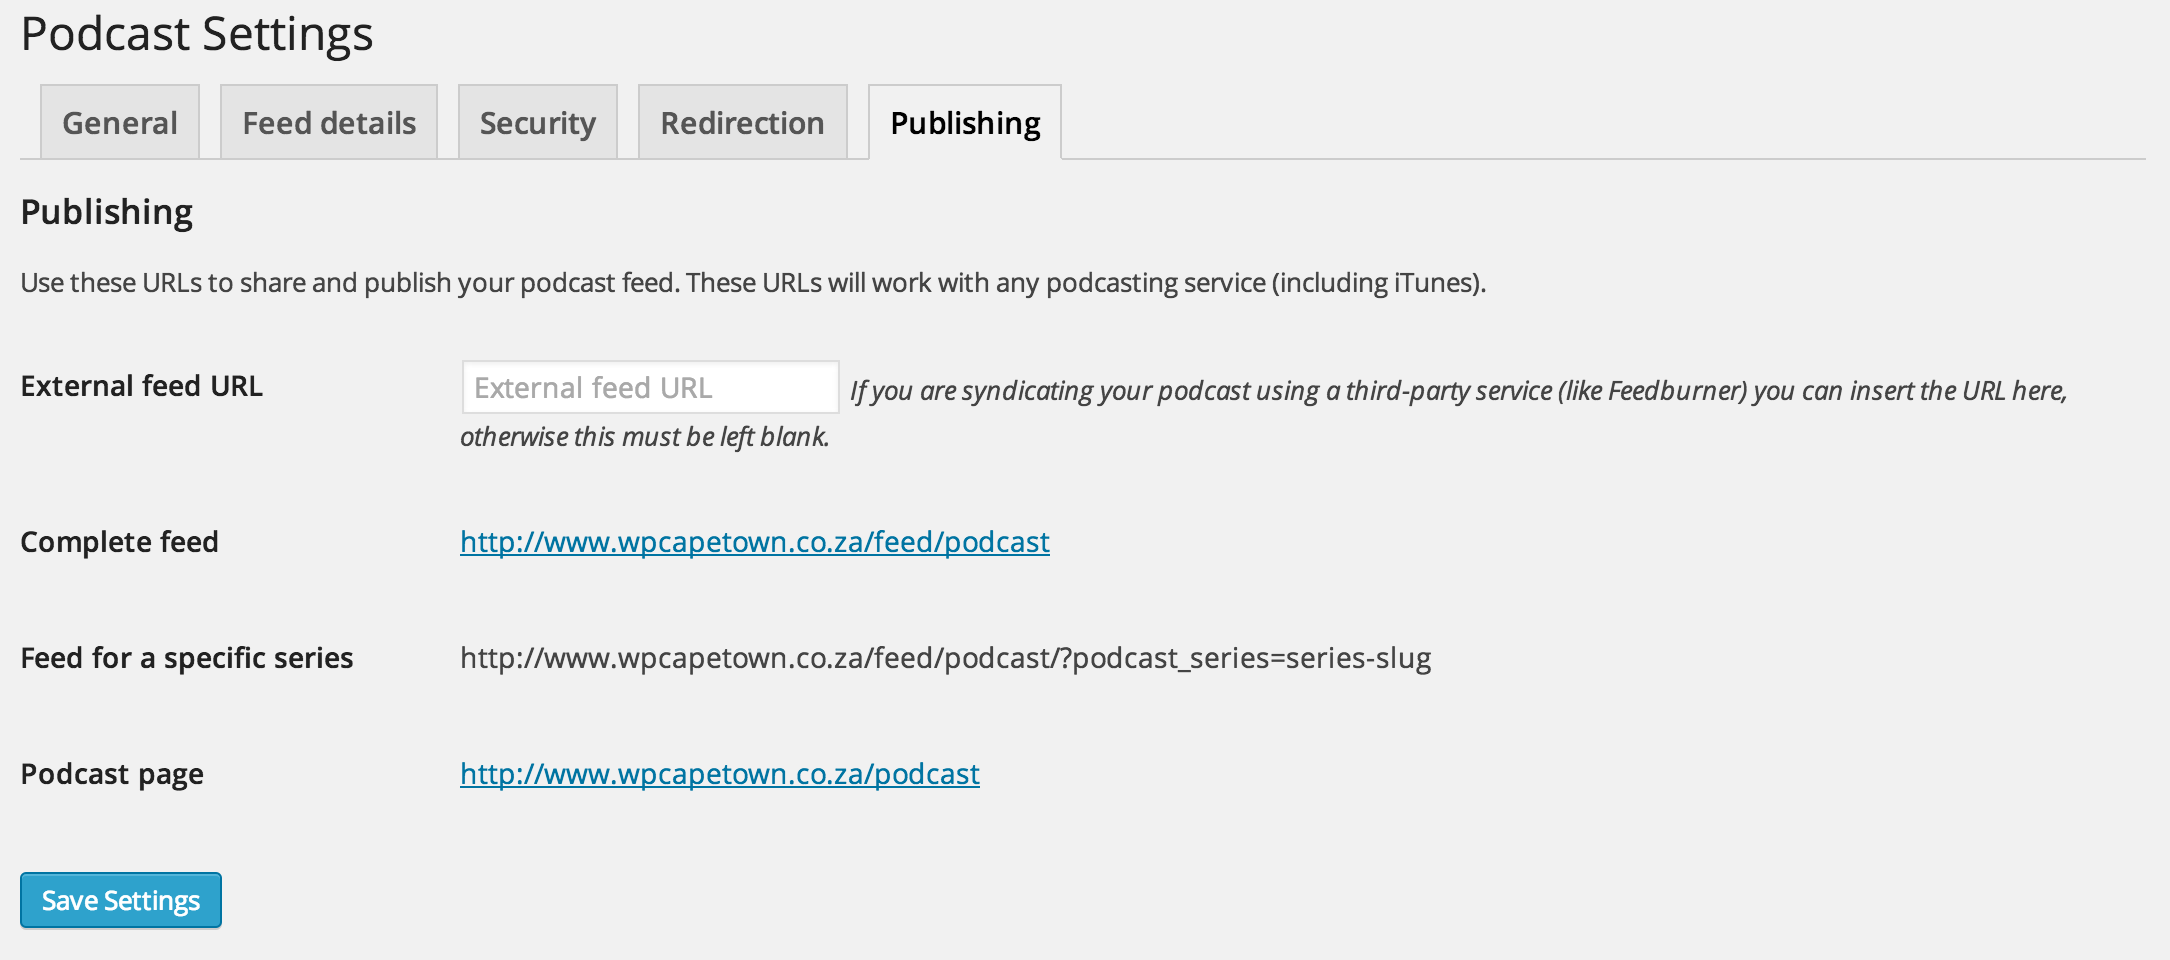 Podcast Settings
General Feed details Security Redirection Publishing
Publishing
Use these URLs to share and publish your podcast feed. These URLs will work with any podcasting service (including iTunes).
External feed URL External feed URL If you are syndicating your podcast using a third-party service (like Feedburner) you can insert the URL here,
otherwise this must be left blank.
Complete feed http://www.wpcapetown.co.za/feed/podcast
Feed for a specific series http://www.wpcapetown.co.za/feed/podcast/?podcast_series=series-slug
Podcast page http://www.wpcapetown.co.za/podcast
Save Settings